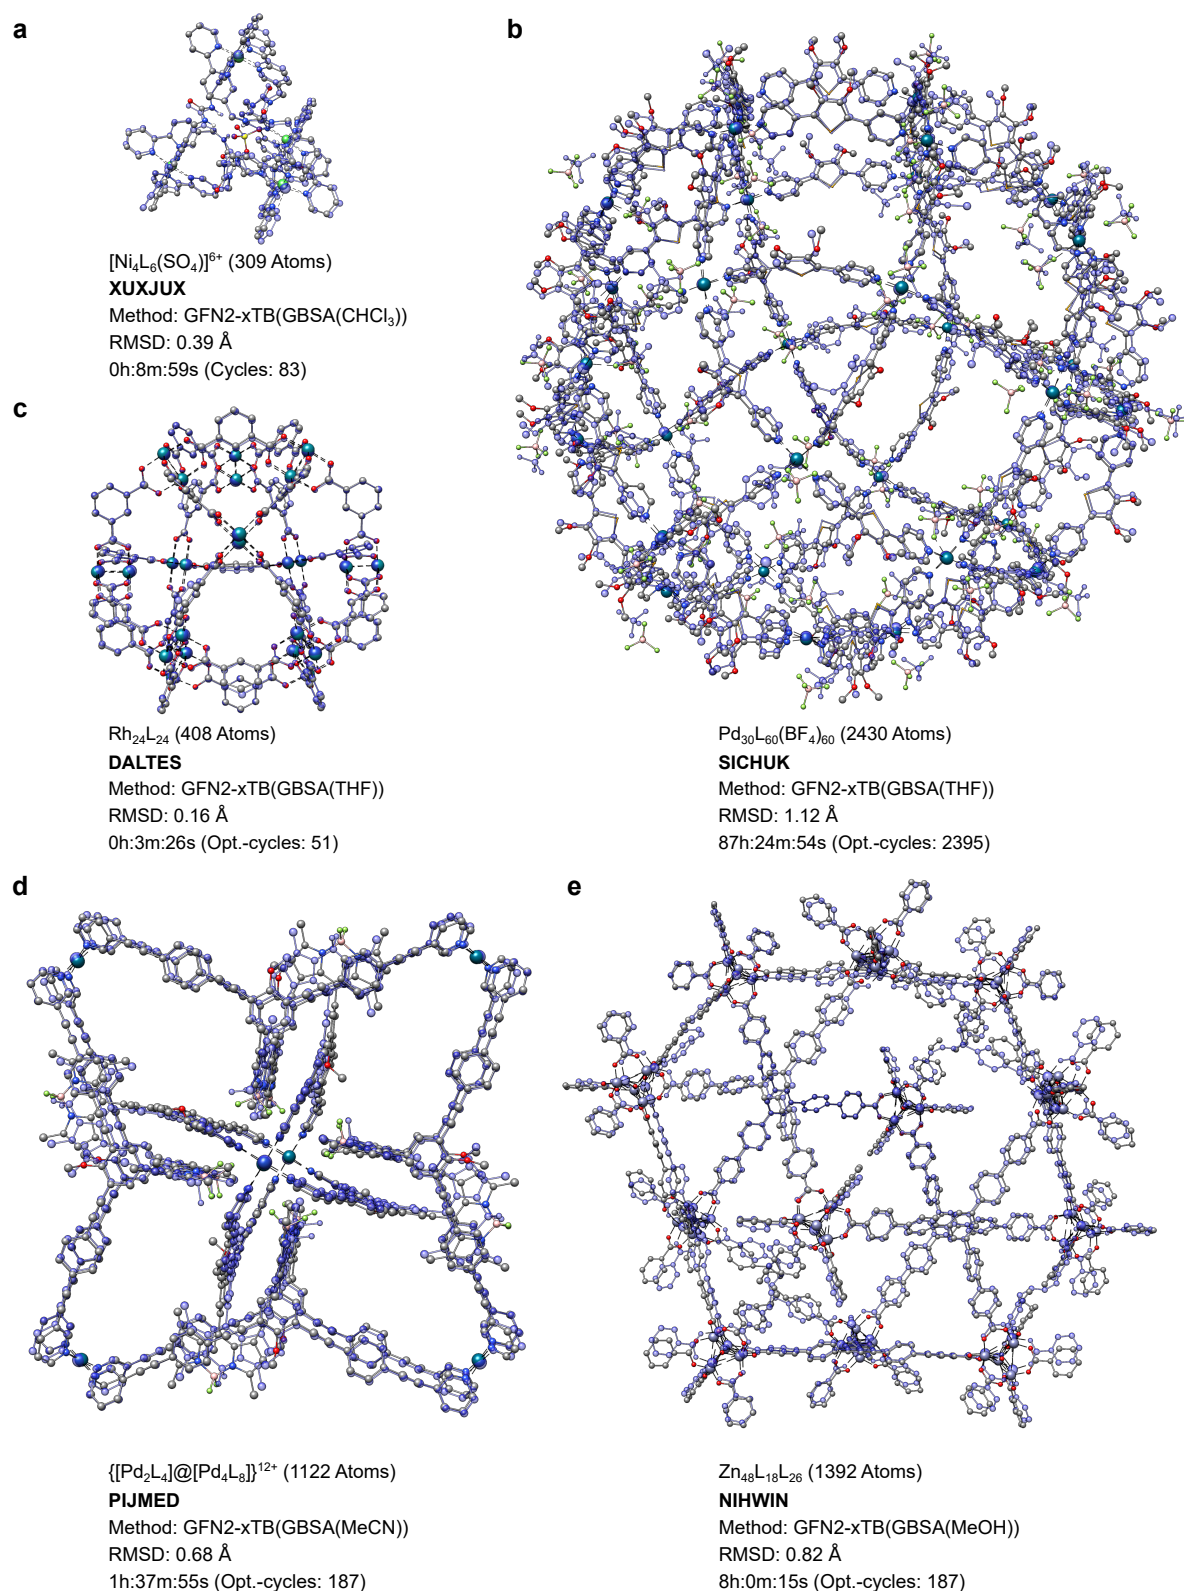 a
[Ni₄L₆(SO₄)]⁶⁺ (309 Atoms)
XUXJUX
Method: GFN2-xTB(GBSA(CHCl₃))
RMSD: 0.39 Å
0h:8m:59s (Cycles: 83)
b
Pd₃₀L₆₀(BF₄)₆₀ (2430 Atoms)
SICHUK
Method: GFN2-xTB(GBSA(THF))
RMSD: 1.12 Å
87h:24m:54s (Opt.-cycles: 2395)
c
Rh₂₄L₂₄ (408 Atoms)
DALTES
Method: GFN2-xTB(GBSA(THF))
RMSD: 0.16 Å
0h:3m:26s (Opt.-cycles: 51)
d
{[Pd₂L₄]@[Pd₄L₈]}¹²⁺ (1122 Atoms)
PIJMED
Method: GFN2-xTB(GBSA(MeCN))
RMSD: 0.68 Å
1h:37m:55s (Opt.-cycles: 187)
e
Zn₄₈L₁₈L₂₆ (1392 Atoms)
NIHWIN
Method: GFN2-xTB(GBSA(MeOH))
RMSD: 0.82 Å
8h:0m:15s (Opt.-cycles: 187)